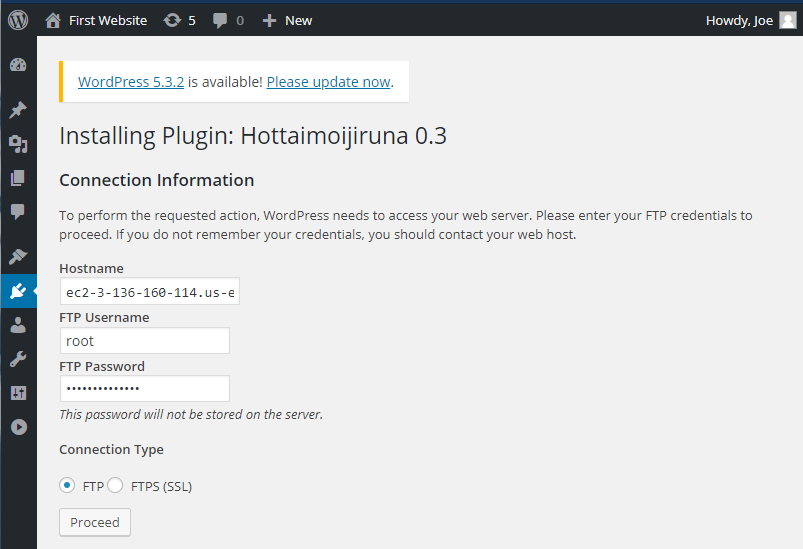 First Website 5 0 New Howdy, Joe
WordPress 5.3.2 is available! Please update now.
Installing Plugin: Hottaimoijiruna 0.3
Connection Information
To perform the requested action, WordPress needs to access your web server. Please enter your FTP credentials to
proceed. If you do not remember your credentials, you should contact your web host.
Hostname
ec2-3-136-160-114.us-e
FTP Username
root
FTP Password
••••••••••••••
This password will not be stored on the server.
Connection Type
FTP FTPS (SSL)
Proceed